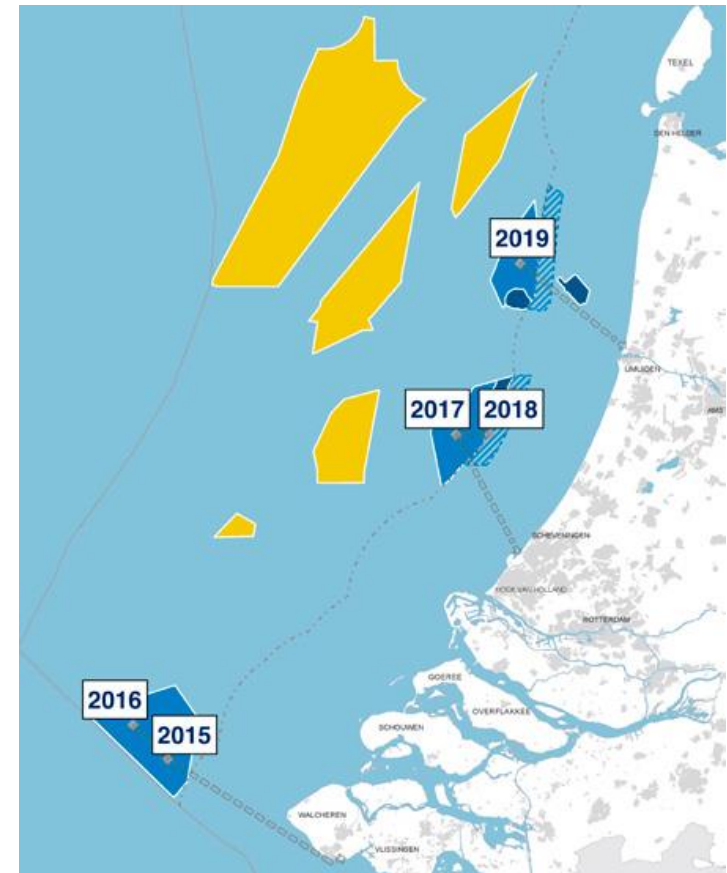 TEXEL
DEN HELDER
2019
IJMUIDEN
AMS
2017
2018
SCHEVENINGEN
HOEK VAN HOLLAND
ROTTERDAM
GOEREE
OVERFLAKKEE
2016
2015
SCHOUWEN
WALCHEREN
VLISSINGEN